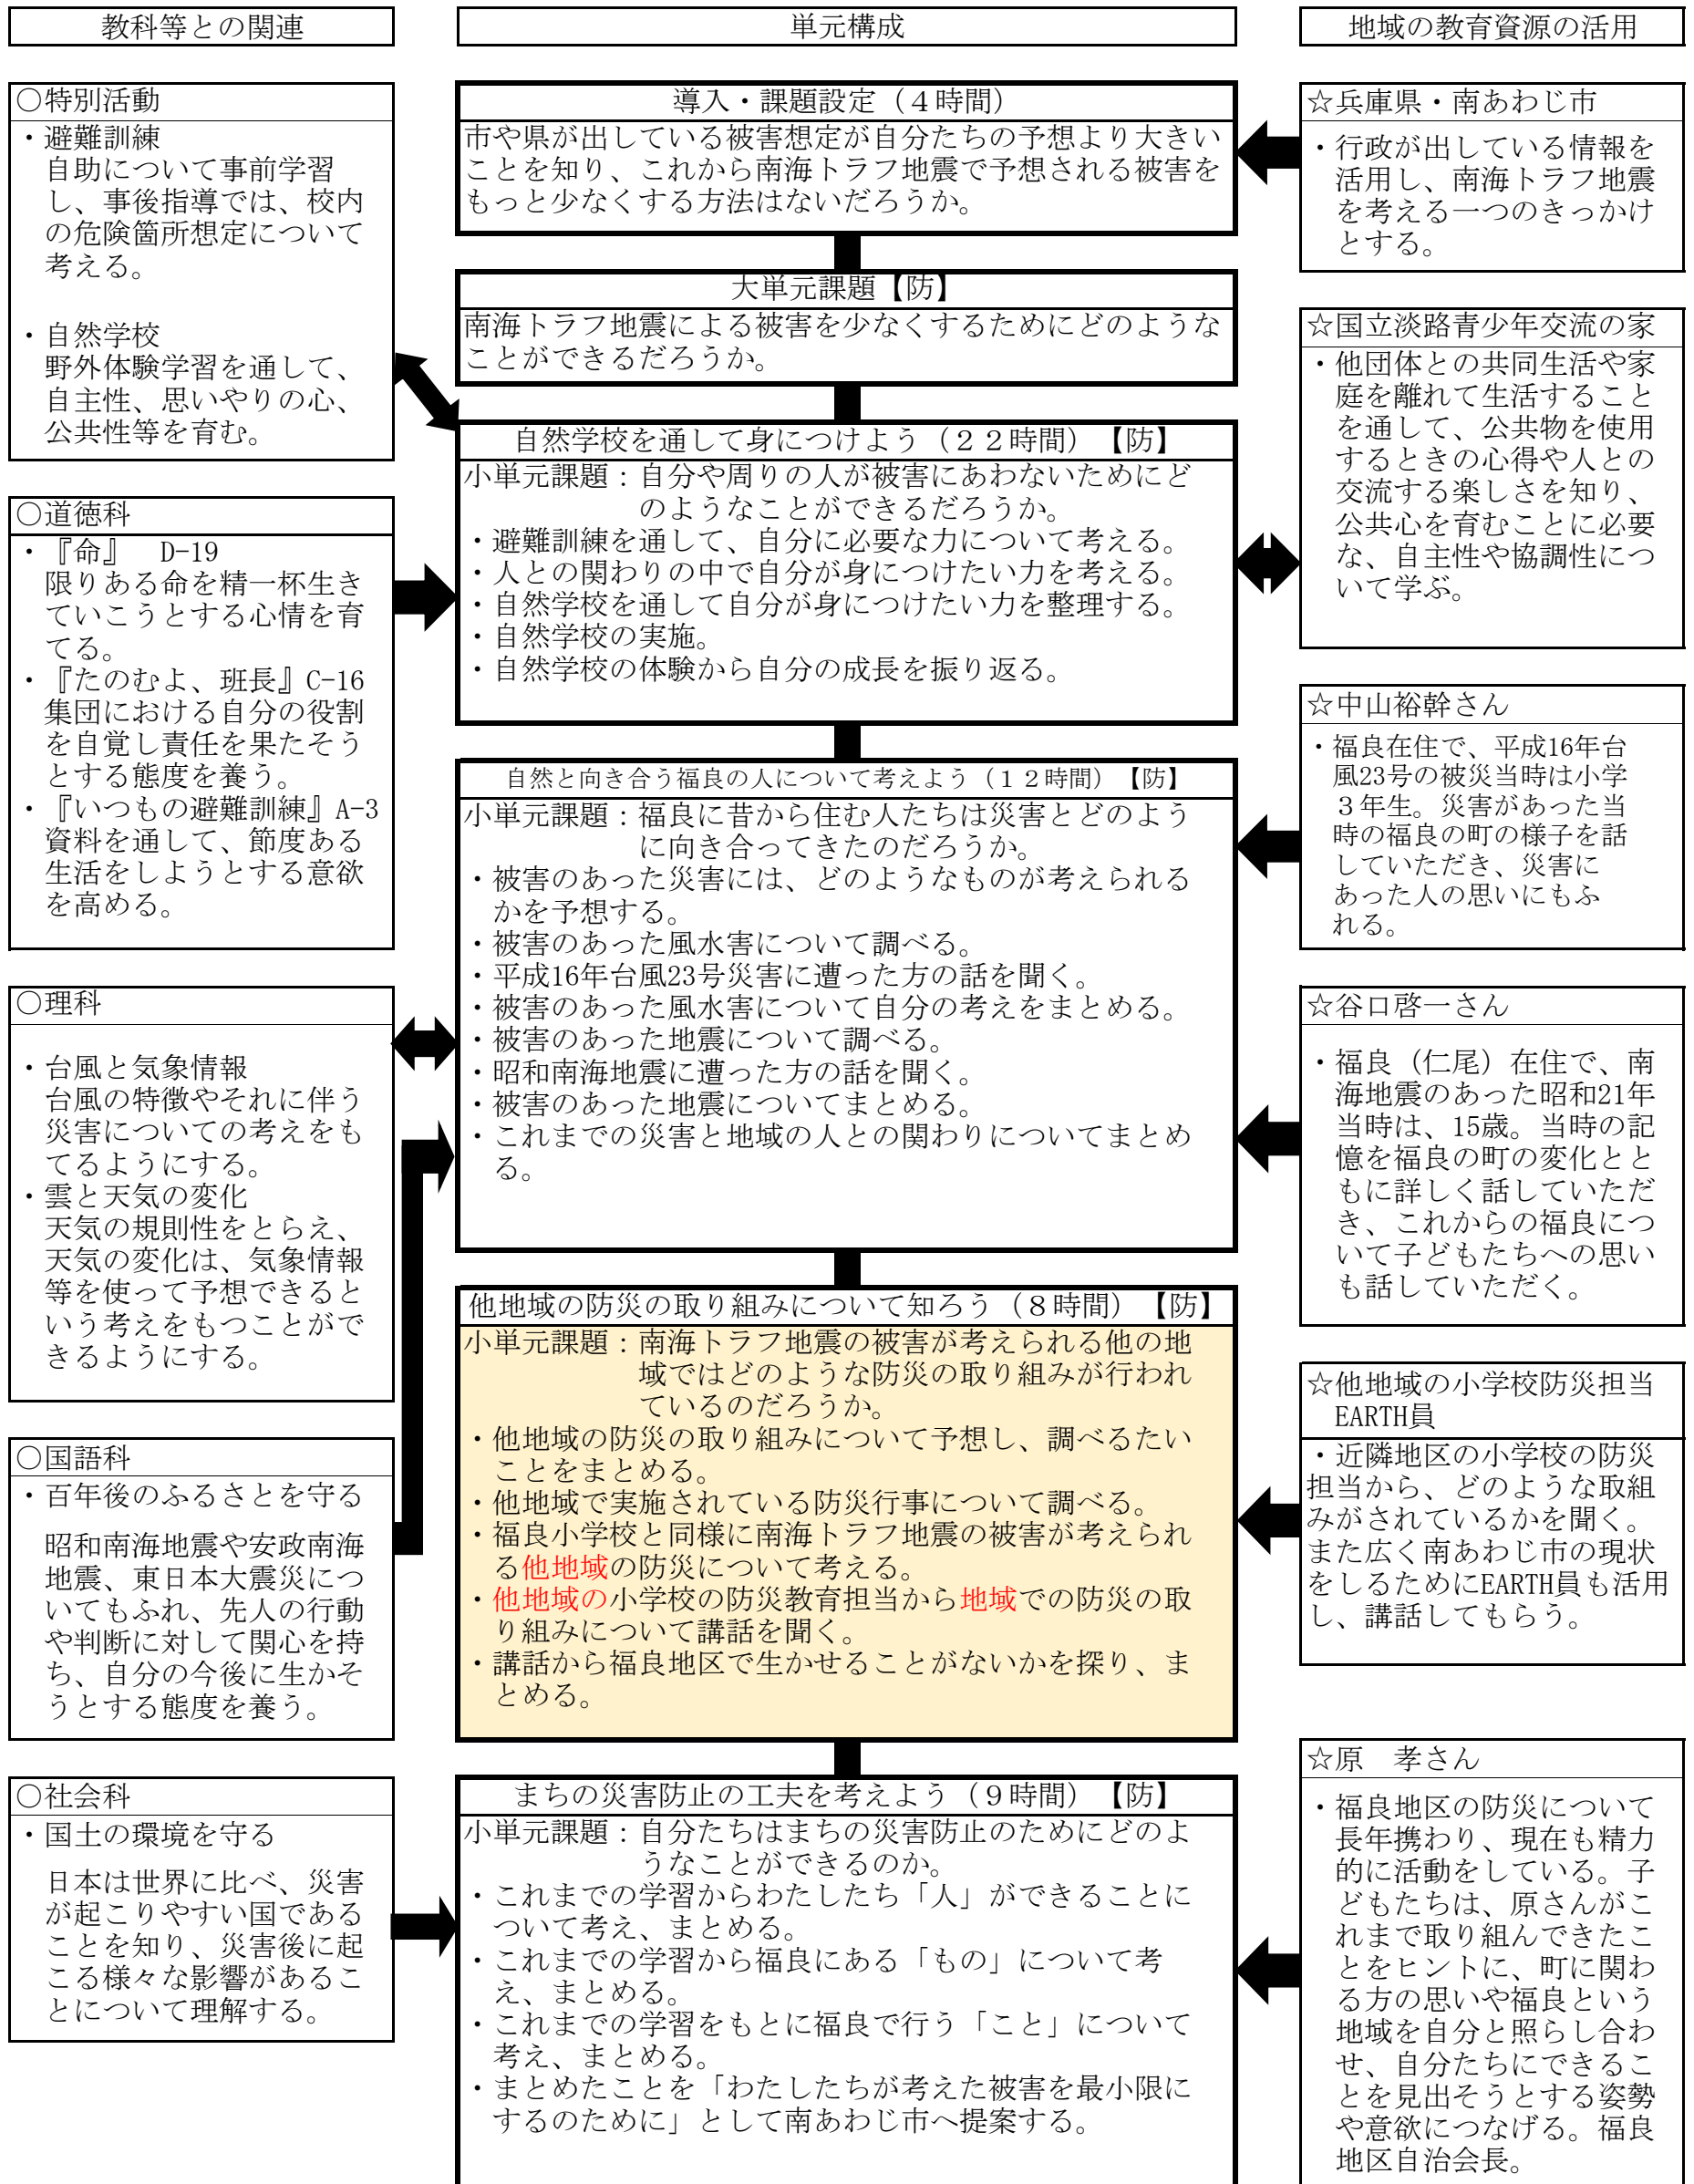 教科等との関連
○特別活動
・避難訓練
自助について事前学習
し、事後指導では、校内
の危険箇所想定について
考える。
・自然学校
野外体験学習を通して、
自主性、思いやりの心、
公共性等を育む。
○道徳科
・『命』　D-19
限りある命を精一杯生き
ていこうとする心情を育
てる。
・『たのむよ、班長』C-16
集団における自分の役割
を自覚し責任を果たそう
とする態度を養う。
・『いつもの避難訓練』A-3
資料を通して、節度ある
生活をしようとする意欲
を高める。
○理科
・台風と気象情報
台風の特徴やそれに伴う
災害についての考えをも
てるようにする。
・雲と天気の変化
天気の規則性をとらえ、
天気の変化は、気象情報
等を使って予想できると
いう考えをもつことがで
きるようにする。
○国語科
・百年後のふるさとを守る
昭和南海地震や安政南海
地震、東日本大震災につ
いてもふれ、先人の行動
や判断に対して関心を持
ち、自分の今後に生かそ
うとする態度を養う。
○社会科
・国土の環境を守る
日本は世界に比べ、災害
が起こりやすい国である
ことを知り、災害後に起
こる様々な影響があるこ
とについて理解する。
単元構成
導入・課題設定（４時間）
市や県が出している被害想定が自分たちの予想より大きい
ことを知り、これから南海トラフ地震で予想される被害を
もっと少なくする方法はないだろうか。
大単元課題【防】
南海トラフ地震による被害を少なくするためにどのような
ことができるだろうか。
自然学校を通して身につけよう（２２時間）【防】
小単元課題：自分や周りの人が被害にあわないためにど
のようなことができるだろうか。
・避難訓練を通して、自分に必要な力について考える。
・人との関わりの中で自分が身につけたい力を考える。
・自然学校を通して自分が身につけたい力を整理する。
・自然学校の実施。
・自然学校の体験から自分の成長を振り返る。
自然と向き合う福良の人について考えよう（１２時間）【防】
小単元課題：福良に昔から住む人たちは災害とどのよう
に向き合ってきたのだろうか。
・被害のあった災害には、どのようなものが考えられる
かを予想する。
・被害のあった風水害について調べる。
・平成16年台風23号災害に遭った方の話を聞く。
・被害のあった風水害について自分の考えをまとめる。
・被害のあった地震について調べる。
・昭和南海地震に遭った方の話を聞く。
・被害のあった地震についてまとめる。
・これまでの災害と地域の人との関わりについてまとめ
る。
他地域の防災の取り組みについて知ろう（８時間）【防】
小単元課題：南海トラフ地震の被害が考えられる他の地
域ではどのような防災の取り組みが行われ
ているのだろうか。
・他地域の防災の取り組みについて予想し、調べるたい
ことをまとめる。
・他地域で実施されている防災行事について調べる。
・福良小学校と同様に南海トラフ地震の被害が考えられ
る他地域の防災について考える。
・他地域の小学校の防災教育担当から地域での防災の取
り組みについて講話を聞く。
・講話から福良地区で生かせることがないかを探り、ま
とめる。
まちの災害防止の工夫を考えよう（９時間）【防】
小単元課題：自分たちはまちの災害防止のためにどのよ
うなことができるのか。
・これまでの学習からわたしたち「人」ができることに
ついて考え、まとめる。
・これまでの学習から福良にある「もの」について考
え、まとめる。
・これまでの学習をもとに福良で行う「こと」について
考え、まとめる。
・まとめたことを「わたしたちが考えた被害を最小限に
するのために」として南あわじ市へ提案する。
地域の教育資源の活用
☆兵庫県・南あわじ市
・行政が出している情報を
活用し、南海トラフ地震
を考える一つのきっかけ
とする。
☆国立淡路青少年交流の家
・他団体との共同生活や家
庭を離れて生活すること
を通して、公共物を使用
するときの心得や人との
交流する楽しさを知り、
公共心を育むことに必要
な、自主性や協調性につ
いて学ぶ。
☆中山裕幹さん
・福良在住で、平成16年台
風23号の被災当時は小学
３年生。災害があった当
時の福良の町の様子を話
していただき、災害に
あった人の思いにもふ
れる。
☆谷口啓一さん
・福良（仁尾）在住で、南
海地震のあった昭和21年
当時は、15歳。当時の記
憶を福良の町の変化とと
もに詳しく話していただ
き、これからの福良につ
いて子どもたちへの思い
も話していただく。
☆他地域の小学校防災担当
EARTH員
・近隣地区の小学校の防災
担当から、どのような取組
みがされているかを聞く。
また広く南あわじ市の現状
をしるためにEARTH員も活用
し、講話してもらう。
☆原　孝さん
・福良地区の防災について
長年携わり、現在も精力
的に活動をしている。子
どもたちは、原さんがこ
れまで取り組んできたこ
とをヒントに、町に関わ
る方の思いや福良という
地域を自分と照らし合わ
せ、自分たちにできるこ
とを見出そうとする姿勢
や意欲につなげる。福良
地区自治会長。